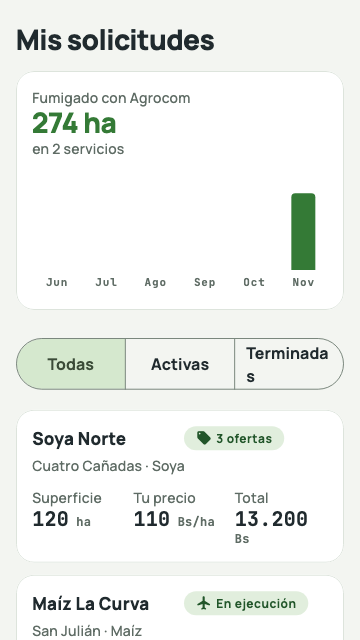 Mis solicitudes
Fumigado con Agrocom
274 ha
en 2 servicios
Jun Jul Ago Sep Oct Nov
Todas Activas Terminada
s
Soya Norte 3 ofertas
Cuatro Cañadas · Soya
Superficie Tu precio Total
120 ha 110 Bs/ha 13.200
Bs
Maíz La Curva En ejecución
San Julián · Maíz